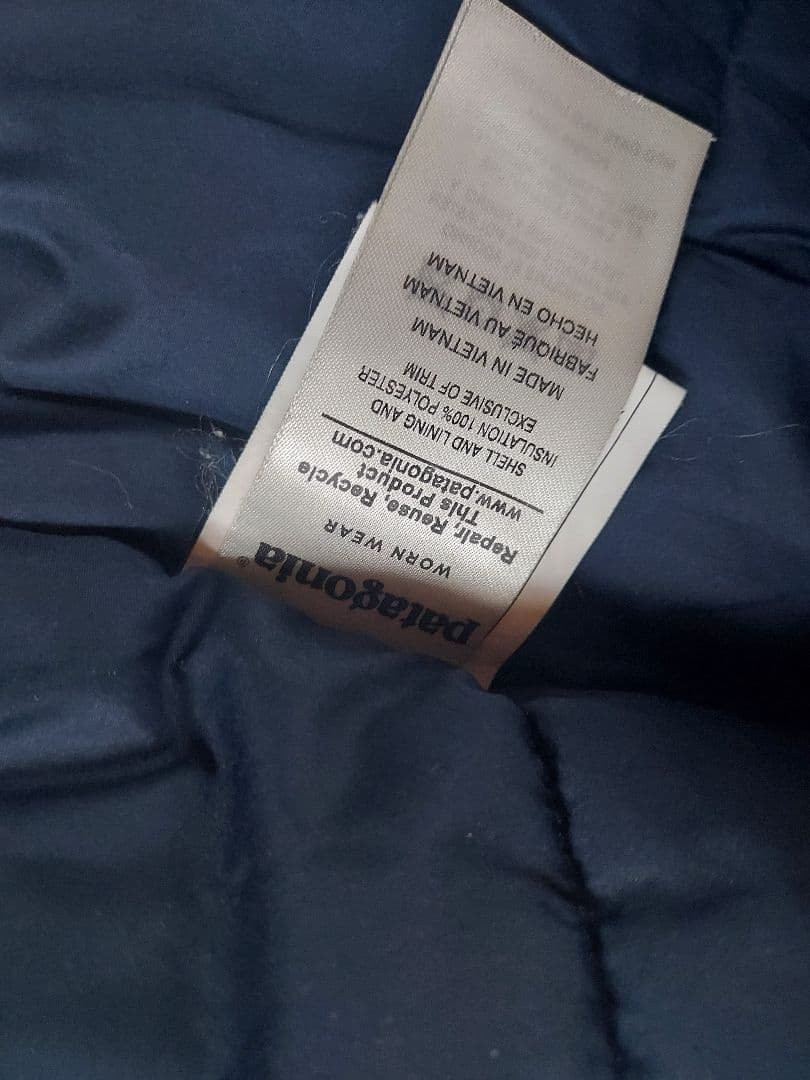 patagonia®
WORN WEAR
Repair, Reuse, Recycle
This Product
www.patagonia.com
SHELL AND LINING AND
INSULATION 100% POLYESTER
EXCLUSIVE OF TRIM
MADE IN VIETNAM
FABRIQUÉ AU VIETNAM
HECHO EN VIETNAM